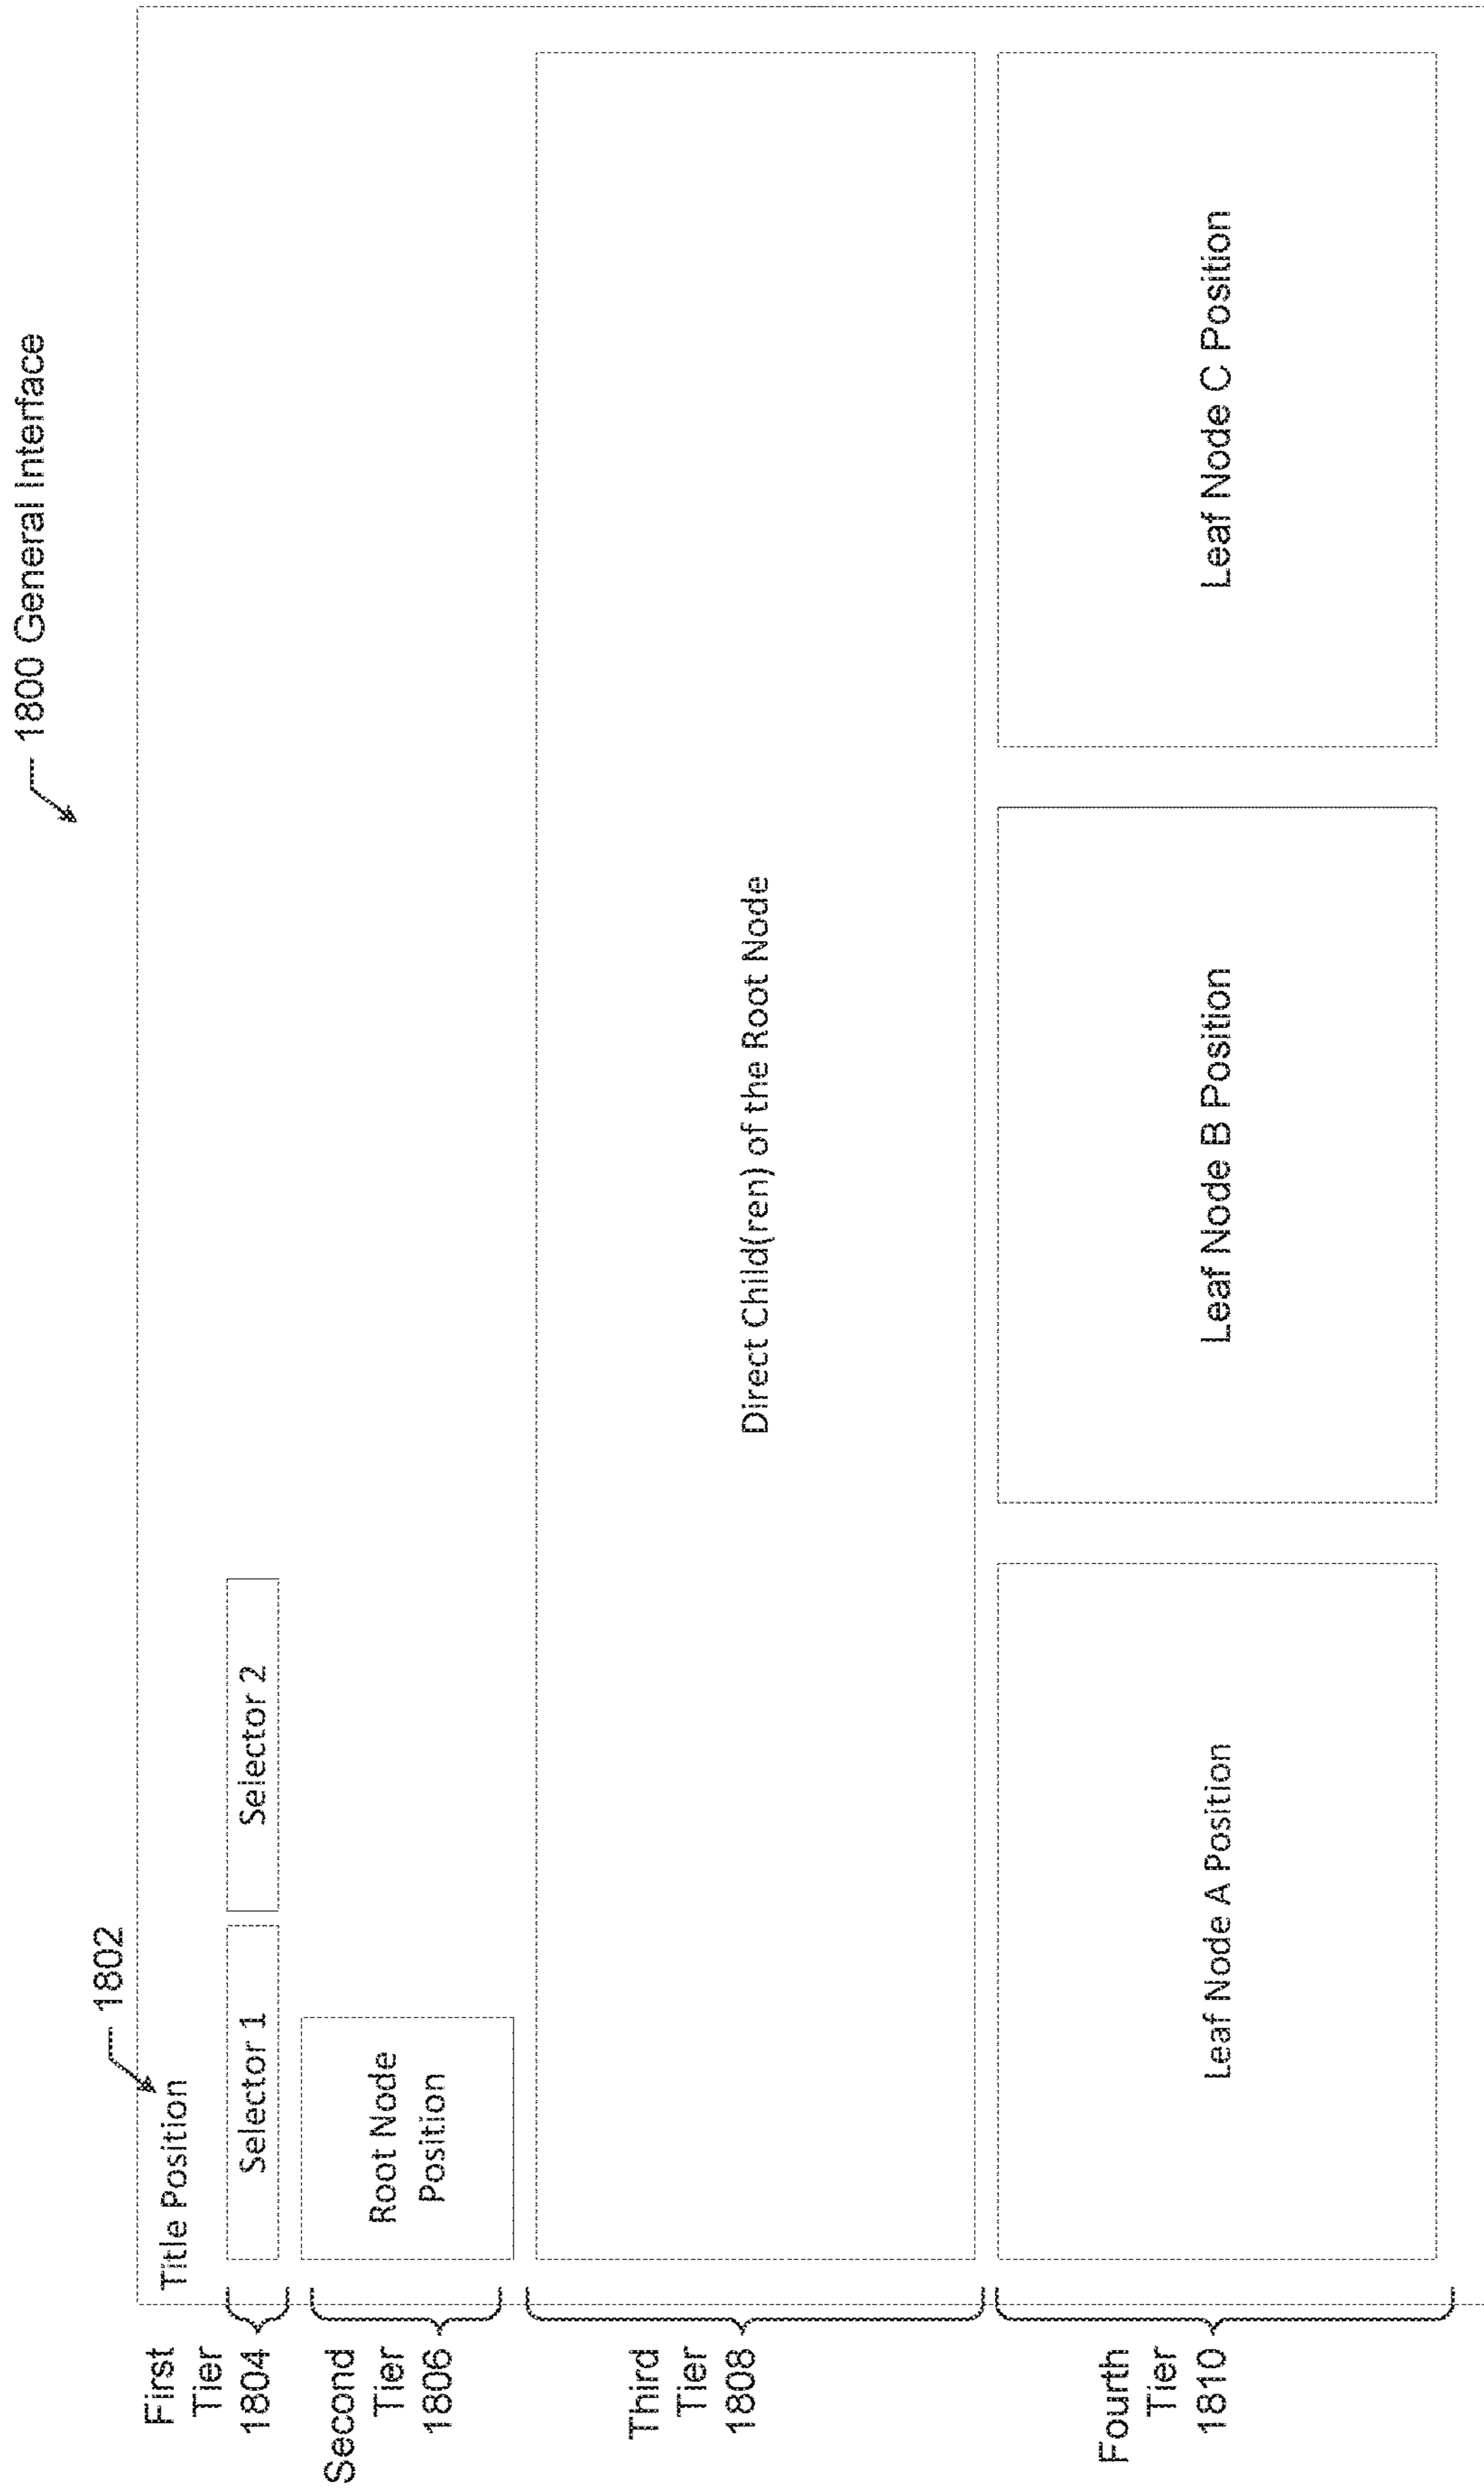 1800 General Interface
1802
Title Position
First
Tier
1804
Selector 1
Selector 2
Second
Tier
1806
Root Node
Position
Third
Tier
1808
Direct Child(ren) of the Root Node
Fourth
Tier
1810
Leaf Node A Position
Leaf Node B Position
Leaf Node C Position